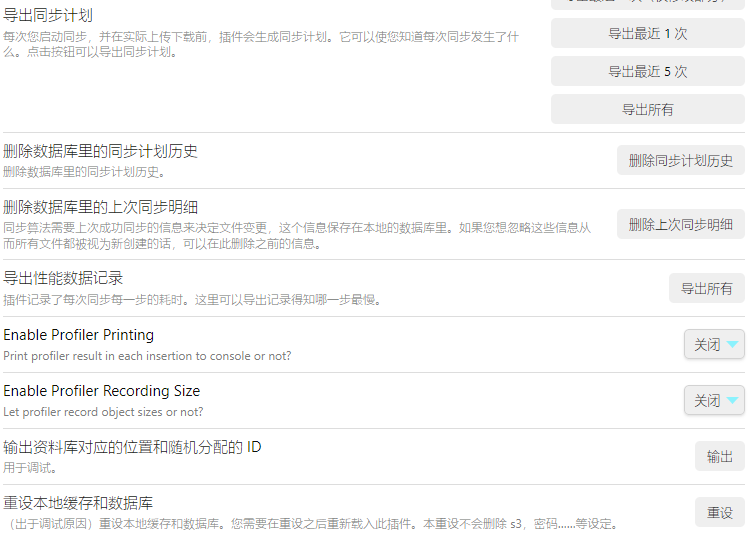 导出同步计划
每次您启动同步，并在实际上传下载前，插件会生成同步计划。它可以使您知道每次同步发生了什
么。点击按钮可以导出同步计划。
导出最近 1 次
导出最近 5 次
导出所有
删除数据库里的同步计划历史
删除数据库里的同步计划历史。
删除同步计划历史
删除数据库里的上次同步明细
同步算法需要上次成功同步的信息来决定文件变更，这个信息保存在本地的数据库里。如果您想忽略这些信息从
而所有文件都被视为新创建的话，可以在此删除之前的信息。
删除上次同步明细
导出性能数据记录
插件记录了每次同步每一步的耗时。这里可以导出记录得知哪一步最慢。
导出所有
Enable Profiler Printing
Print profiler result in each insertion to console or not?
关闭
Enable Profiler Recording Size
Let profiler record object sizes or not?
关闭
输出资料库对应的位置和随机分配的 ID
用于调试。
输出
重设本地缓存和数据库
（出于调试原因）重设本地缓存和数据库。您需要在重设之后重新载入此插件。本重设不会删除 s3，密码......等设定。
重设